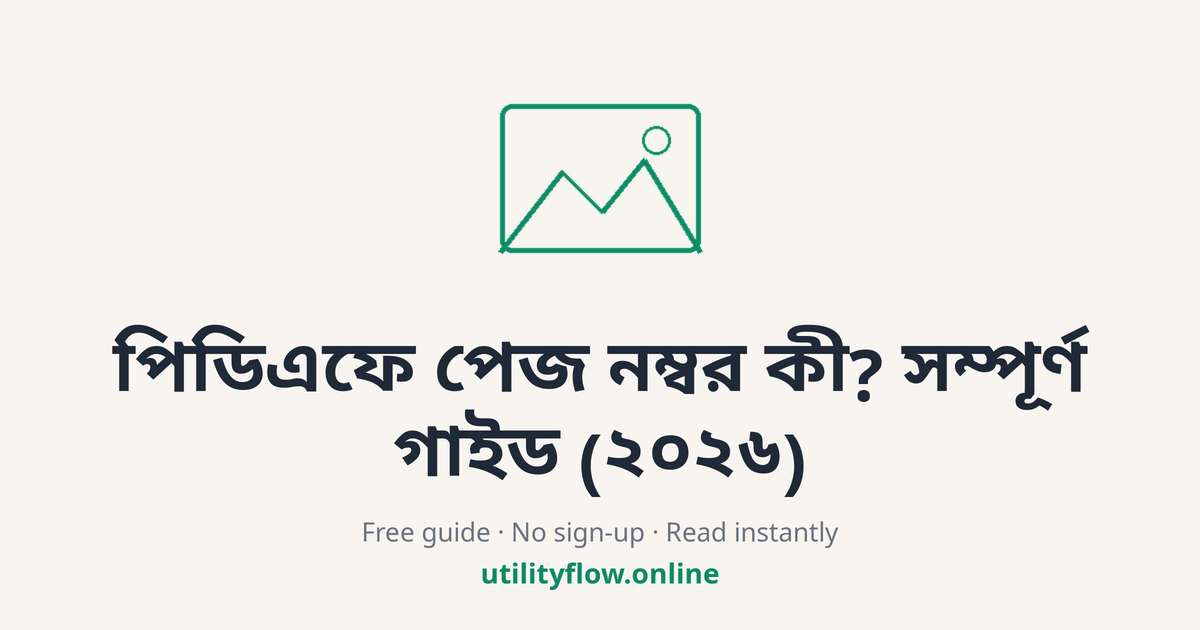 পিডিএফে পেজ নম্বর কী? সম্পূর্ণ
গাইড (২০২৬)
Free guide · No sign-up · Read instantly
utilityflow.online